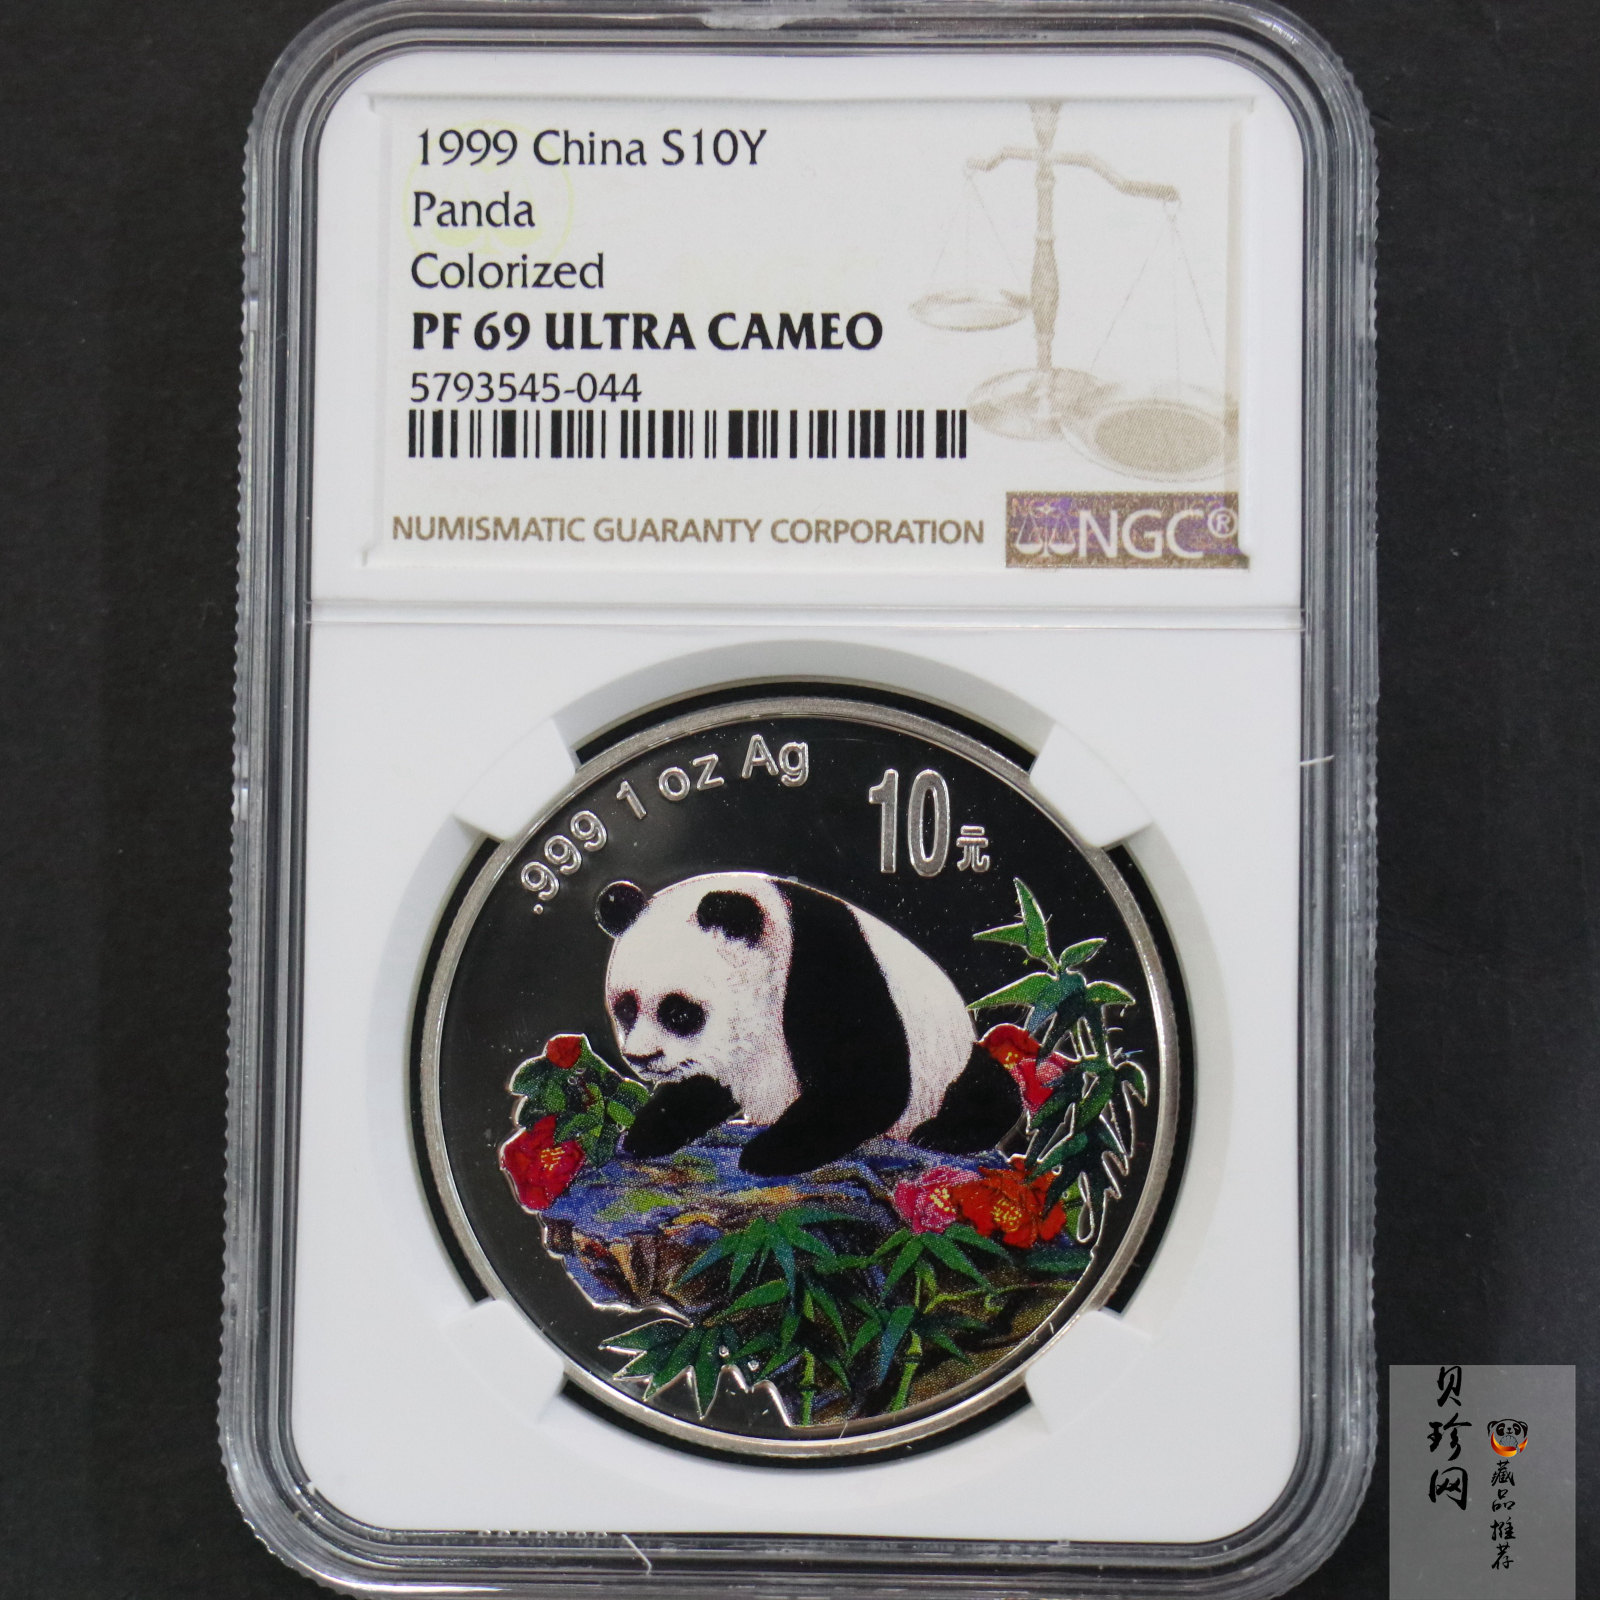 1999 China S10Y
Panda
Colorized
PF 69 ULTRA CAMEO
5793545-044
NUMISMATIC GUARANTY CORPORATION
NGC
NGC®
.999 1 oz Ag
10元
贝珍网
藏品推荐